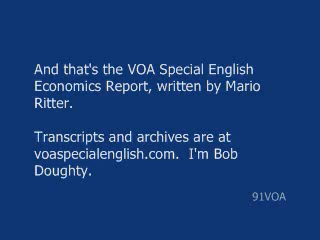 And that's the VOA Special English
Economics Report, written by Mario
Ritter.
Transcripts and archives are at
voaspecialenglish.com.  I'm Bob
Doughty.
91VOA